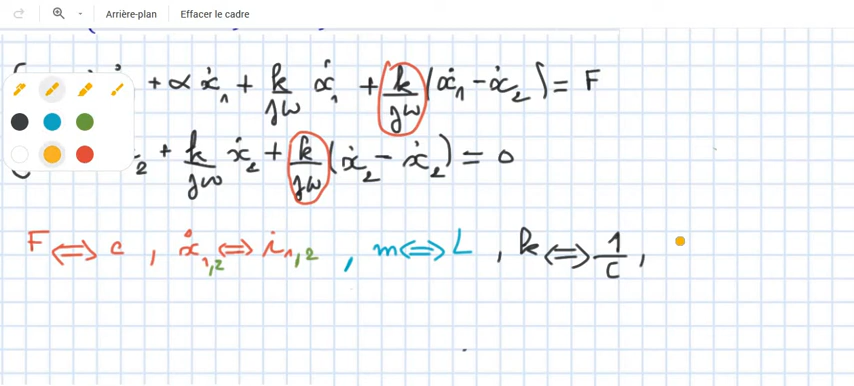 Arrière-plan Effacer le cadre
+ α ẋ₁ + k/jω ẋ₁ + k/jω (ẋ₁ - ẋ₂) = F
ẋ₂ + k/jω ẋ₂ + k/jω (ẋ₂ - ẋ₂) = 0
F ⟺ e , ẋ₁,₂ ⟺ i₁,₂ , m ⟺ L , k ⟺ 1/C ,